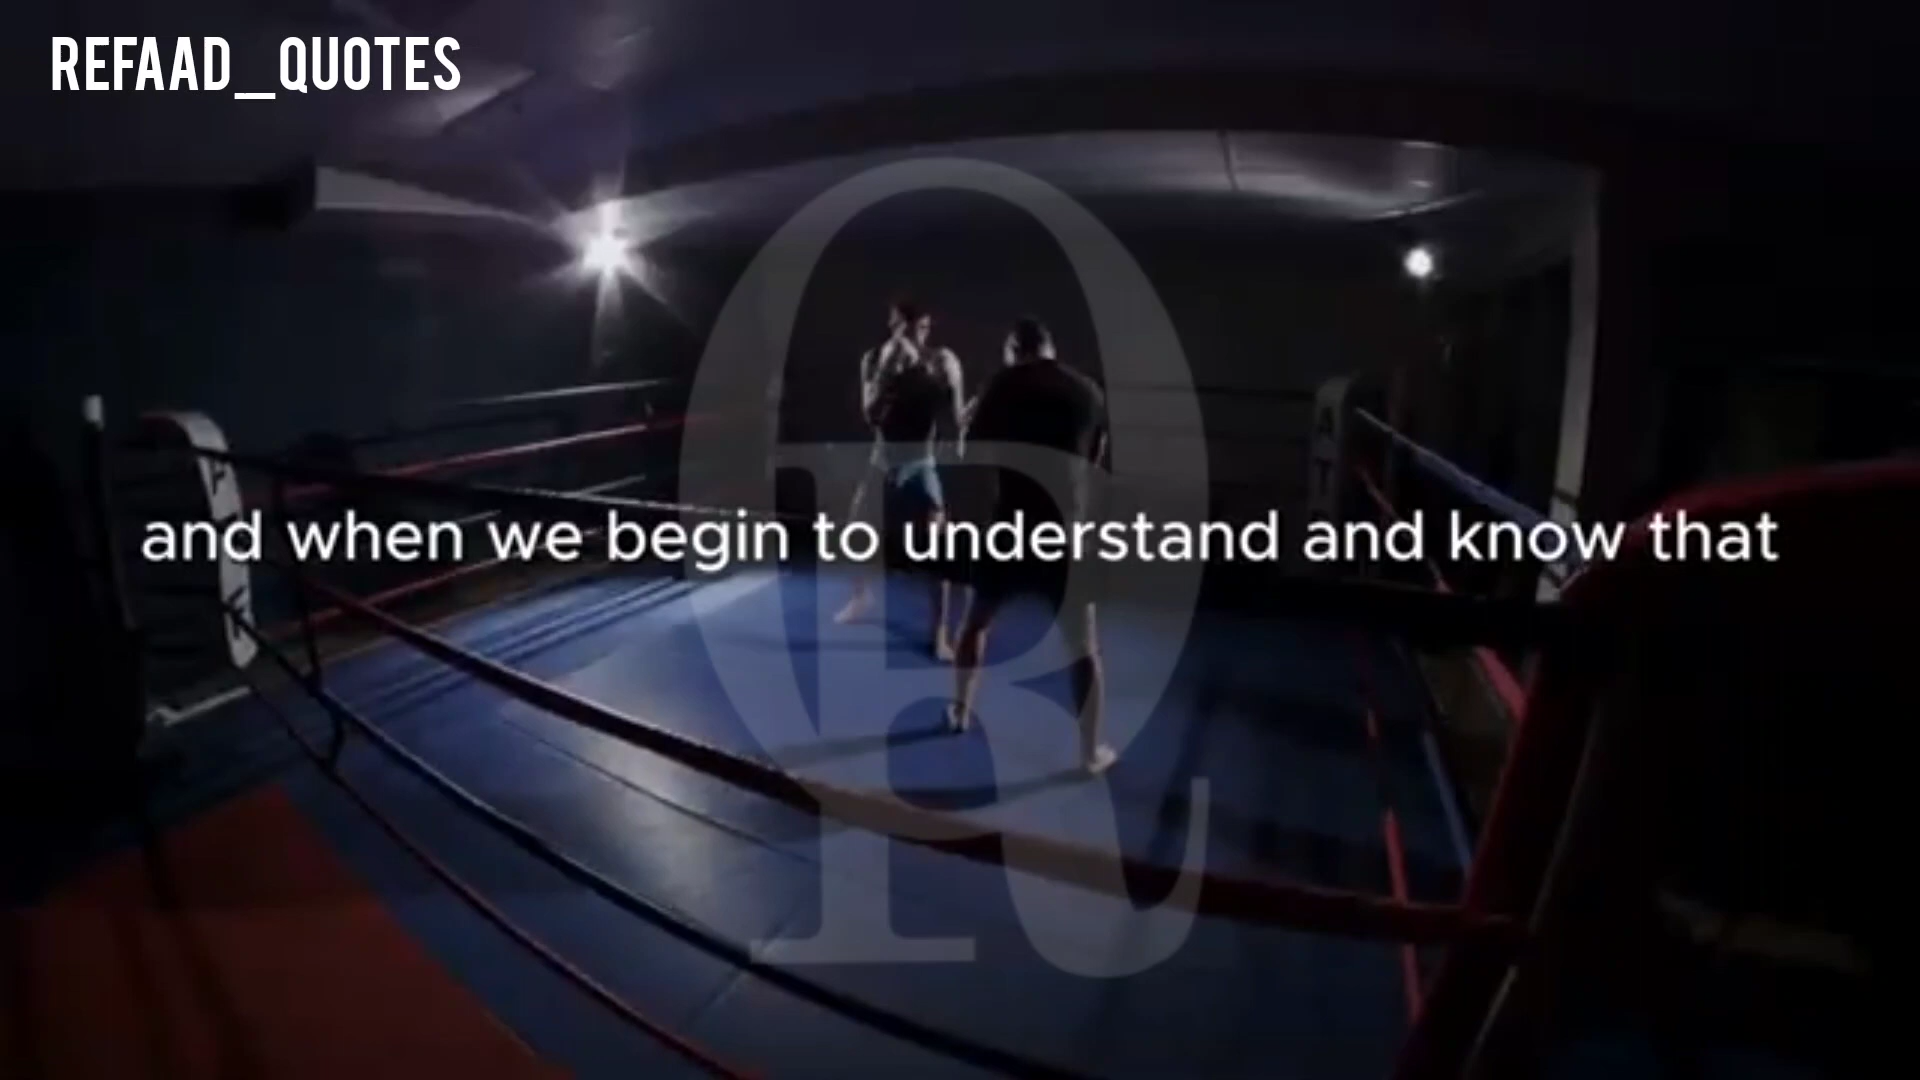 REFAAD_QUOTES
and when we begin to understand and know that